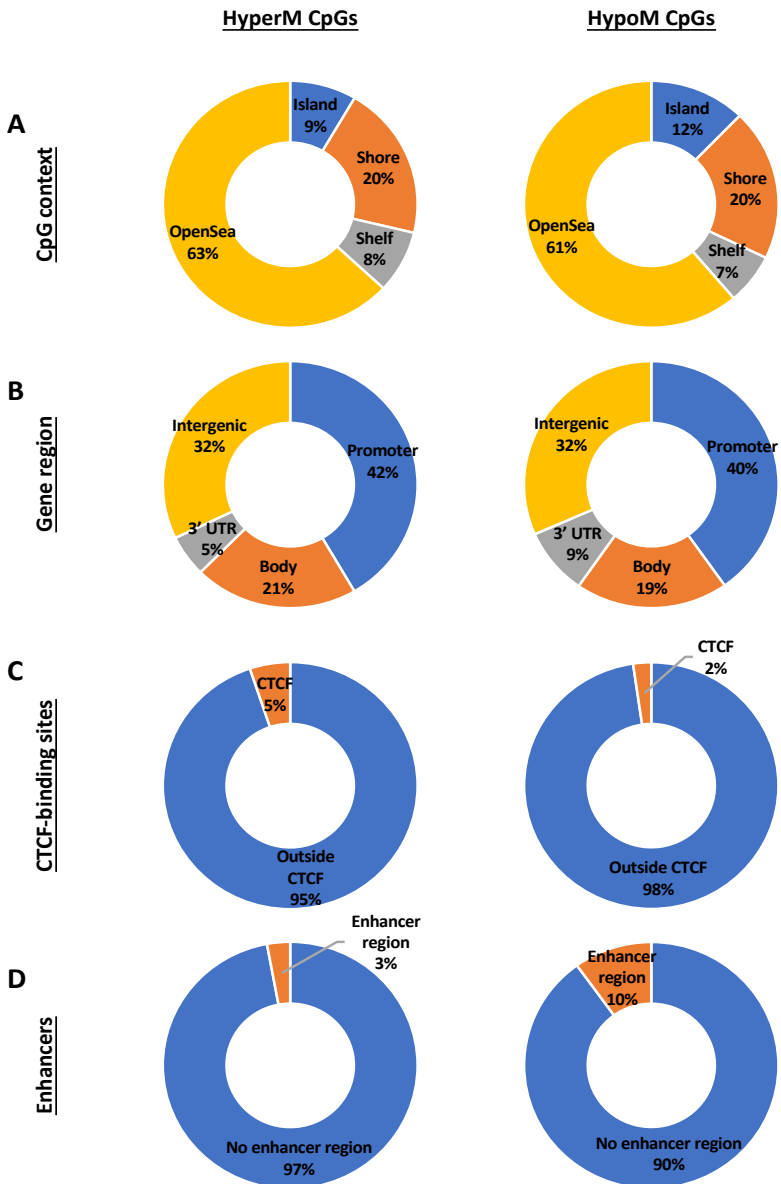 HyperM CpGs
HypoM CpGs
A
CpG context
Island
9%
Shore
20%
Shelf
8%
OpenSea
63%
Island
12%
Shore
20%
Shelf
7%
OpenSea
61%
B
Gene region
Promoter
42%
Body
21%
3' UTR
5%
Intergenic
32%
Promoter
40%
Body
19%
3' UTR
9%
Intergenic
32%
C
CTCF-binding sites
CTCF
5%
Outside
CTCF
95%
CTCF
2%
Outside CTCF
98%
D
Enhancers
Enhancer
region
3%
No enhancer region
97%
Enhancer
region
10%
No enhancer region
90%